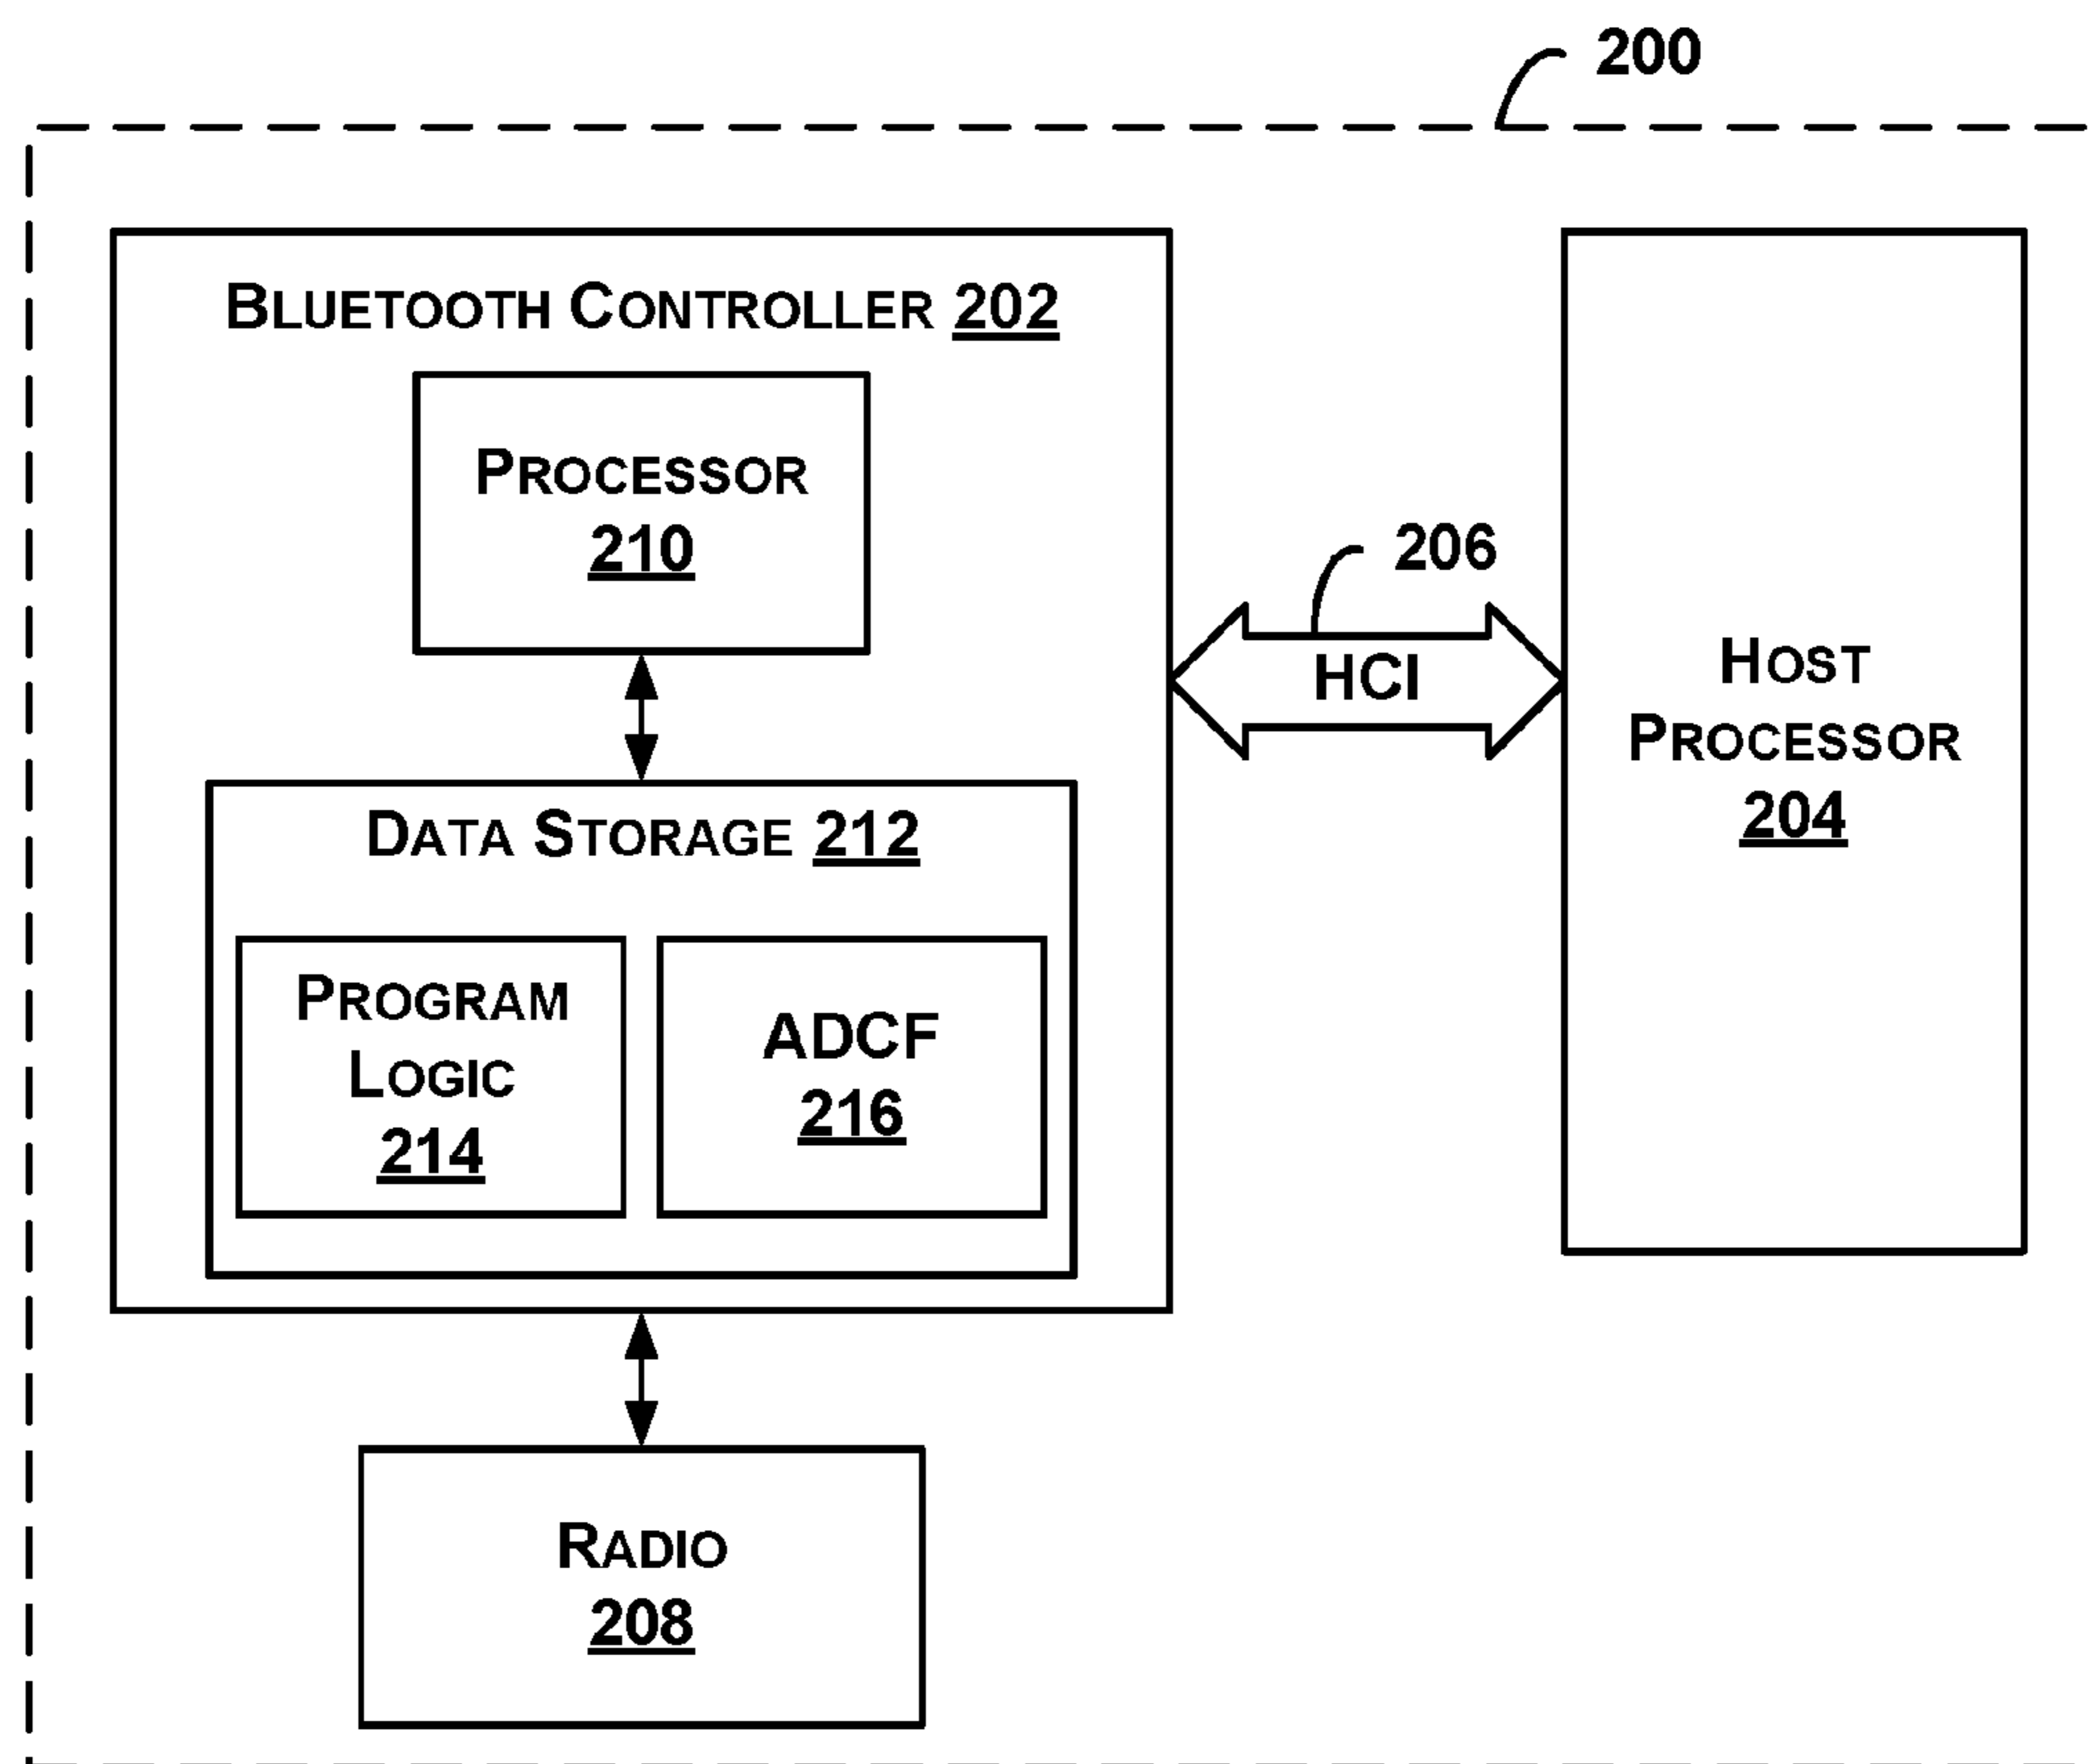 200
BLUETOOTH CONTROLLER 202
PROCESSOR
210
206
HCI
HOST
PROCESSOR
204
DATA STORAGE 212
PROGRAM
LOGIC
214
ADCF
216
RADIO
208